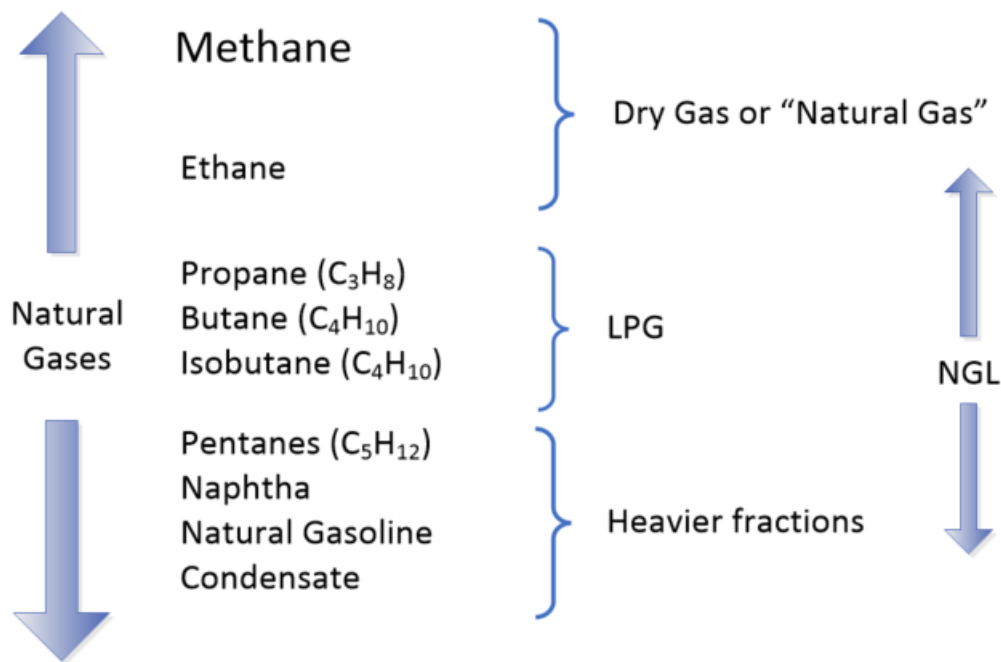 Methane
Dry Gas or “Natural Gas”
Ethane
Propane (C₃H₈)
Natural
Gases
Butane (C₄H₁₀)
LPG
Isobutane (C₄H₁₀)
NGL
Pentanes (C₅H₁₂)
Naphtha
Natural Gasoline
Heavier fractions
Condensate